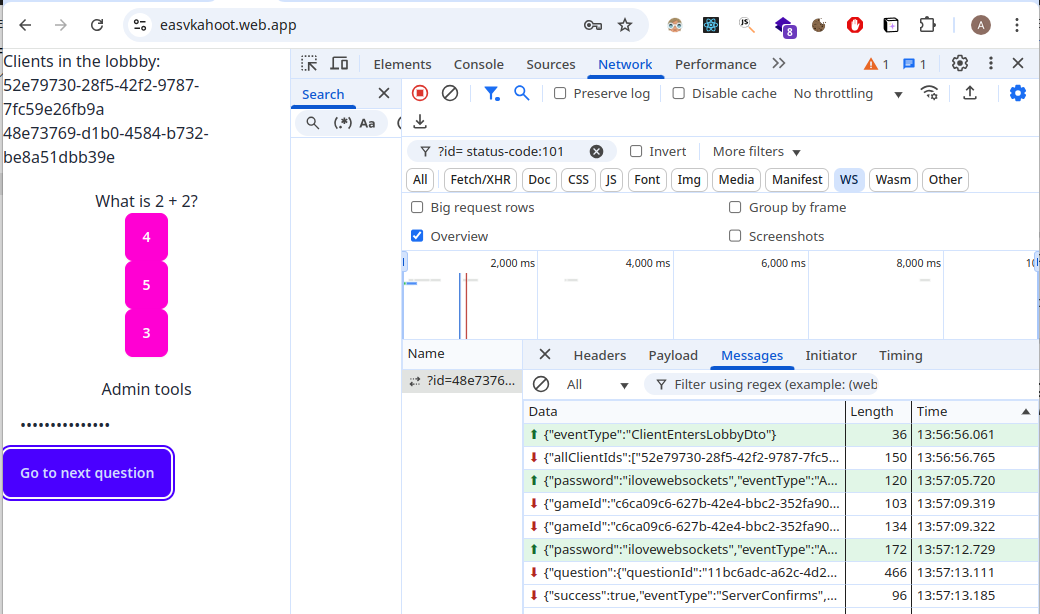 easvkahoot.web.app
8
A
Clients in the lobbby:
52e79730-28f5-42f2-9787-
7fc59e26fb9a
48e73769-d1b0-4584-b732-
be8a51dbb39e
What is 2 + 2?
4
5
3
Admin tools
•••••••••••••••
Go to next question
Elements Console Sources Network Performance 1 1
Search
(.*) Aa
Preserve log Disable cache No throttling
?id= status-code:101 Invert More filters
All Fetch/XHR Doc CSS JS Font Img Media Manifest WS Wasm Other
Big request rows Group by frame
Overview Screenshots
2,000 ms 4,000 ms 6,000 ms 8,000 ms
Name
?id=48e7376...
Headers Payload Messages Initiator Timing
All Filter using regex (example: (web
Data Length Time
{"eventType":"ClientEntersLobbyDto"} 36 13:56:56.061
{"allClientIds":["52e79730-28f5-42f2-9787-7fc5... 150 13:56:56.765
{"password":"ilovewebsockets","eventType":"A... 120 13:57:05.720
{"gameId":"c6ca09c6-627b-42e4-bbc2-352fa90... 103 13:57:09.319
{"gameId":"c6ca09c6-627b-42e4-bbc2-352fa90... 134 13:57:09.322
{"password":"ilovewebsockets","eventType":"A... 172 13:57:12.729
{"question":{"questionId":"11bc6adc-a62c-4d2... 466 13:57:13.111
{"success":true,"eventType":"ServerConfirms",... 96 13:57:13.185